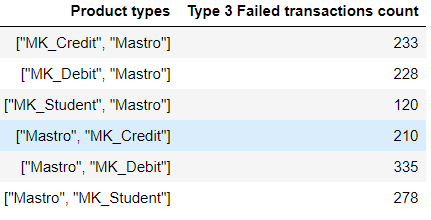 Product types Type 3 Failed transactions count
["MK_Credit", "Mastro"] 233
["MK_Debit", "Mastro"] 228
["MK_Student", "Mastro"] 120
["Mastro", "MK_Credit"] 210
["Mastro", "MK_Debit"] 335
["Mastro", "MK_Student"] 278